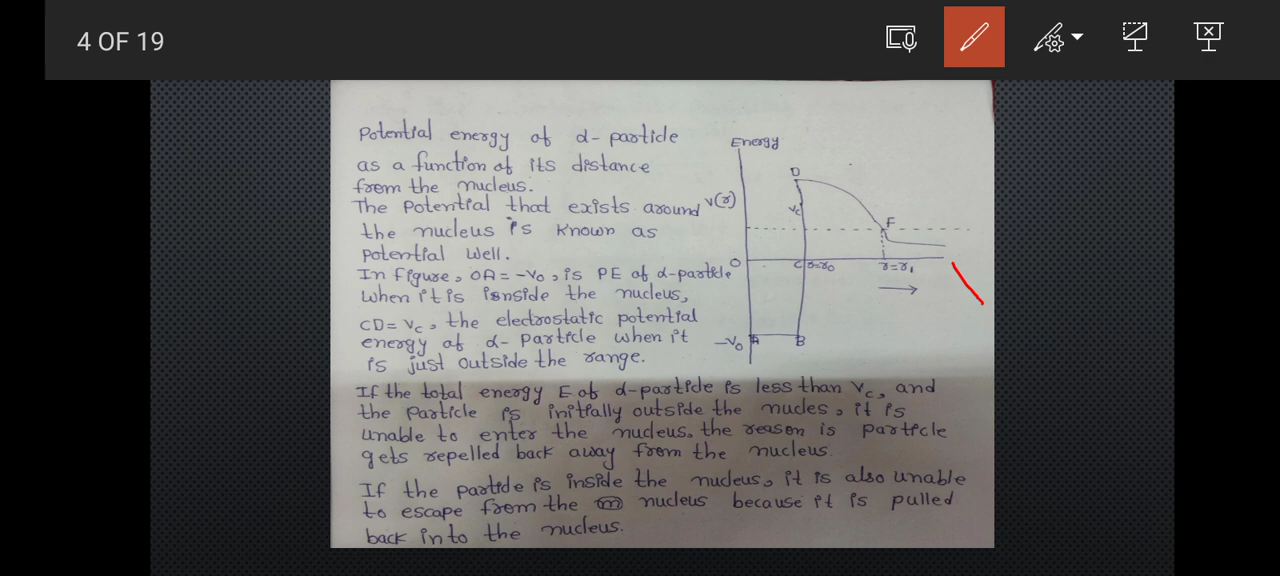 4 OF 19
Potential energy of α-particle
as a function of its distance
from the nucleus.
The potential that exists around
the nucleus is known as
potential well.
In figure, OA = -V₀, is PE of α-particle
when it is isnside the nucleus,
CD = Vc, the electrostatic potential
energy of α- particle when it
is just outside the range.
Energy
V(r)
D
Vc
F
O
C r=r₀
r=r₁
-V₀
A
B
If the total energy E of α-particle is less than Vc, and
the particle is initially outside the nucles, it is
unable to enter the nucleus. the reason is particle
gets repelled back away from the nucleus.
If the particle is inside the nucleus, it is also unable
to escape from the nucleus because it is pulled
back into the nucleus.